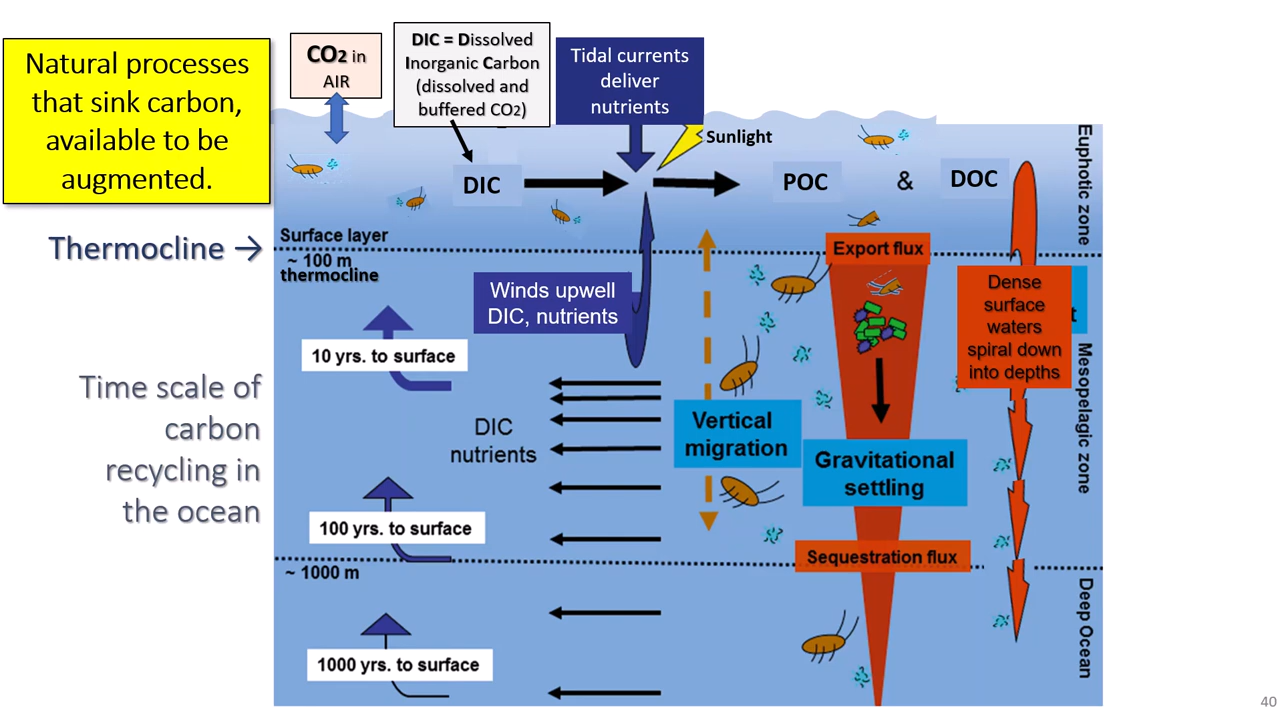 Natural processes
that sink carbon,
available to be
augmented.
CO2 in
AIR
DIC = Dissolved
Inorganic Carbon
(dissolved and
buffered CO2)
Tidal currents
deliver
nutrients
Sunlight
DIC
POC
&
DOC
Euphotic zone
Thermocline →
Surface layer
~ 100 m
thermocline
Export flux
Winds upwell
DIC, nutrients
Dense
surface
waters
spiral down
into depths
t
10 yrs. to surface
Mesopelagic zone
Time scale of
carbon
recycling in
the ocean
DIC
nutrients
Vertical
migration
Gravitational
settling
100 yrs. to surface
Sequestration flux
~ 1000 m
Deep Ocean
1000 yrs. to surface
40